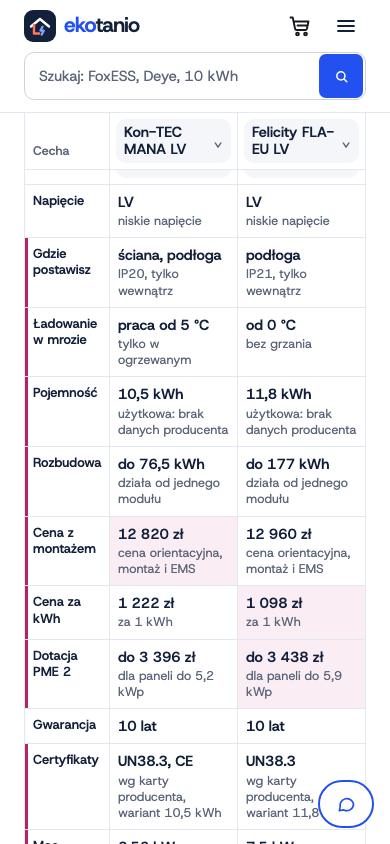 ekotanio
Szukaj: FoxESS, Deye, 10 kWh
Cecha
Kon-TEC
MANA LV
Felicity FLA-
EU LV
Napięcie
LV
niskie napięcie
LV
niskie napięcie
Gdzie
postawisz
ściana, podłoga
IP20, tylko
wewnątrz
podłoga
IP21, tylko
wewnątrz
Ładowanie
w mrozie
praca od 5 °C
tylko w
ogrzewanym
od 0 °C
bez grzania
Pojemność
10,5 kWh
użytkowa: brak
danych producenta
11,8 kWh
użytkowa: brak
danych producenta
Rozbudowa
do 76,5 kWh
działa od jednego
modułu
do 177 kWh
działa od jednego
modułu
Cena z
montażem
12 820 zł
cena orientacyjna,
montaż i EMS
12 960 zł
cena orientacyjna,
montaż i EMS
Cena za
kWh
1 222 zł
za 1 kWh
1 098 zł
za 1 kWh
Dotacja
PME 2
do 3 396 zł
dla paneli do 5,2
kWp
do 3 438 zł
dla paneli do 5,9
kWp
Gwarancja
10 lat
10 lat
Certyfikaty
UN38.3, CE
wg karty
producenta,
wariant 10,5 kWh
UN38.3
wg karty
producenta,
wariant 11,8